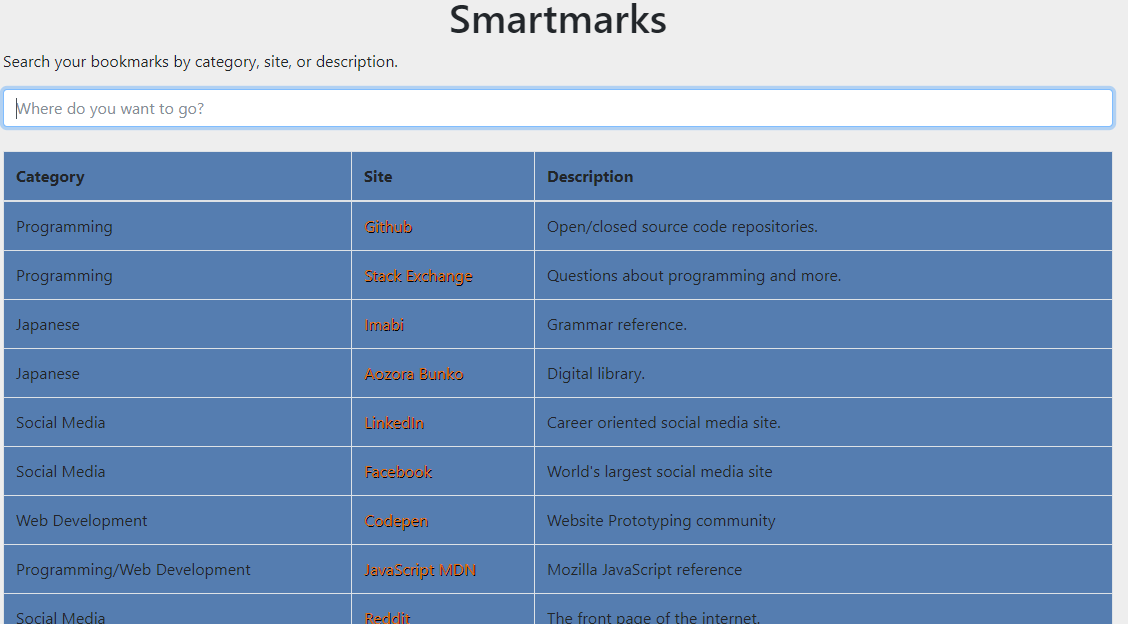 Smartmarks
Search your bookmarks by category, site, or description.
Where do you want to go?
Category Site Description
Programming Github Open/closed source code repositories.
Programming Stack Exchange Questions about programming and more.
Japanese Imabi Grammar reference.
Japanese Aozora Bunko Digital library.
Social Media LinkedIn Career oriented social media site.
Social Media Facebook World's largest social media site
Web Development Codepen Website Prototyping community
Programming/Web Development JavaScript MDN Mozilla JavaScript reference
Social Media Reddit The front page of the internet.